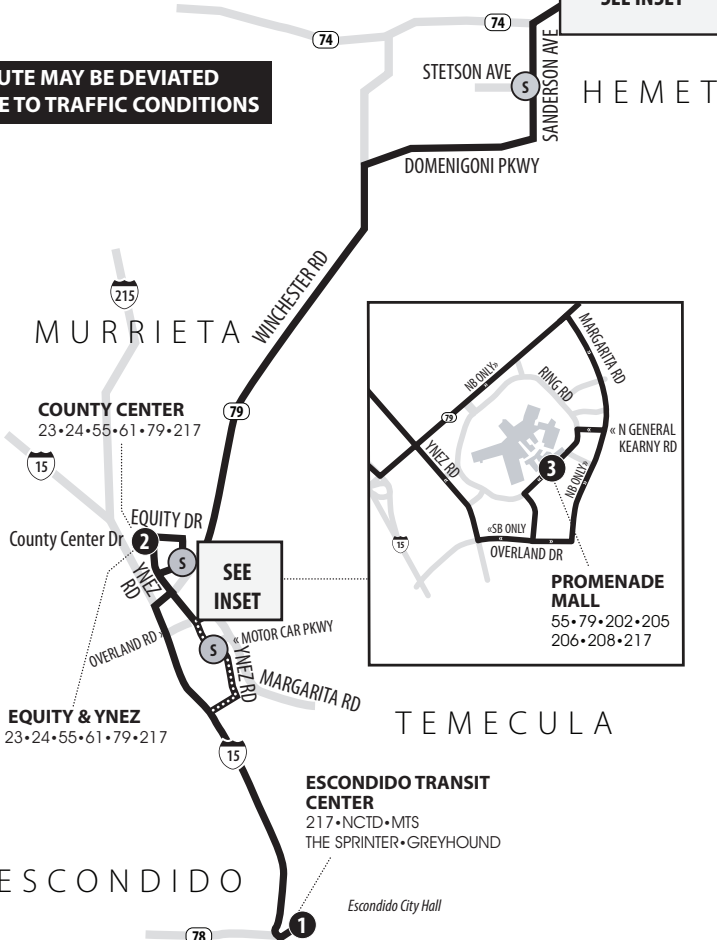 SEE INSET
74
74
UTE MAY BE DEVIATED
E TO TRAFFIC CONDITIONS
STETSON AVE
S
SANDERSON AVE
HEMET
DOMENIGONI PKWY
WINCHESTER RD
215
MURRIETA
79
COUNTY CENTER
23•24•55•61•79•217
15
EQUITY DR
County Center Dr
2
S
YNEZ
RD
SEE
INSET
OVERLAND RD »
S
« MOTOR CAR PKWY
YNEZ RD
MARGARITA RD
EQUITY & YNEZ
23•24•55•61•79•217
15
TEMECULA
MARGARITA RD
NB ONLY»
RING RD
79
« N GENERAL
KEARNY RD
YNEZ RD
3
NB ONLY»
«SB ONLY
OVERLAND DR
15
PROMENADE
MALL
55•79•202•205
206•208•217
ESCONDIDO TRANSIT
CENTER
217•NCTD•MTS
THE SPRINTER•GREYHOUND
ESCONDIDO
Escondido City Hall
1
78